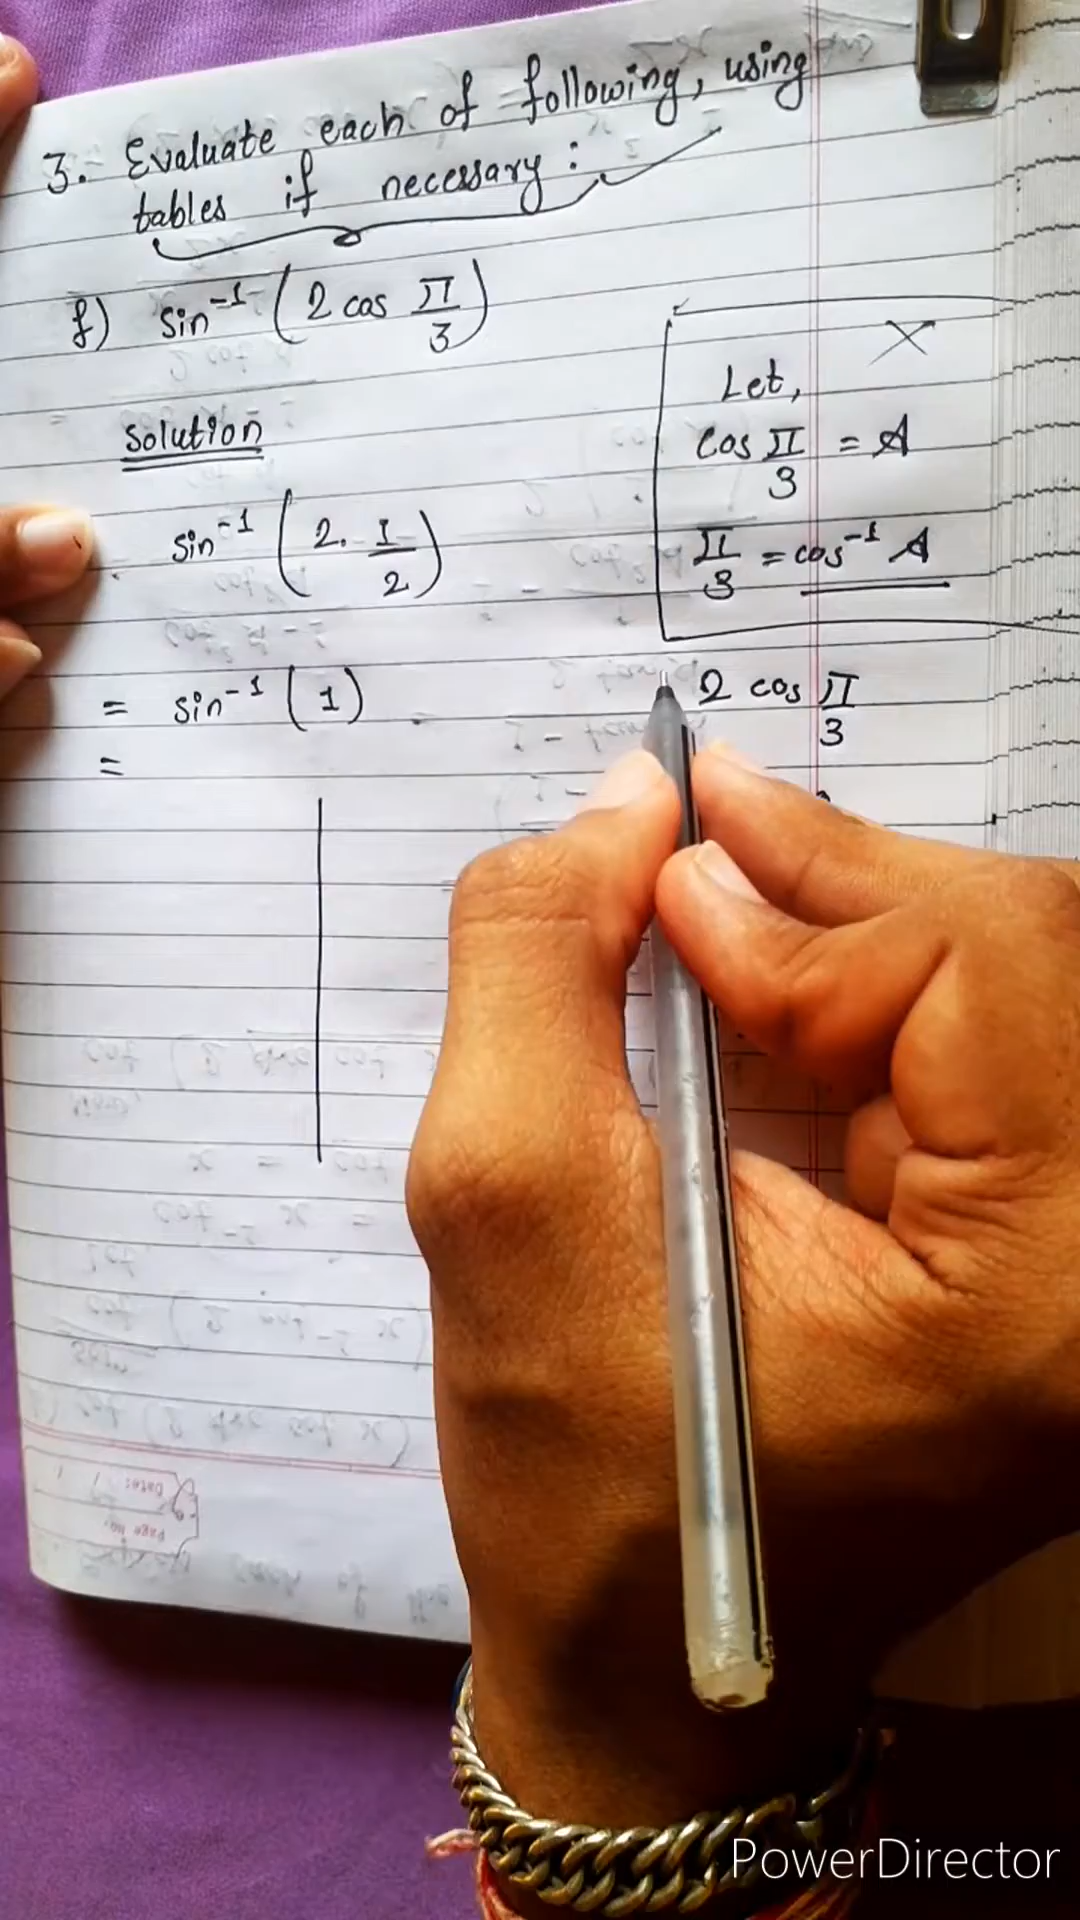 3. Evaluate each of following, using
tables if necessary :
f) sin⁻¹ ( 2 cos π/3 )
Solution
sin⁻¹ ( 2. 1/2 )
= sin⁻¹ ( 1 )
=
Let,
cos π/3 = A
π/3 = cos⁻¹ A
2 cos π/3
PowerDirector